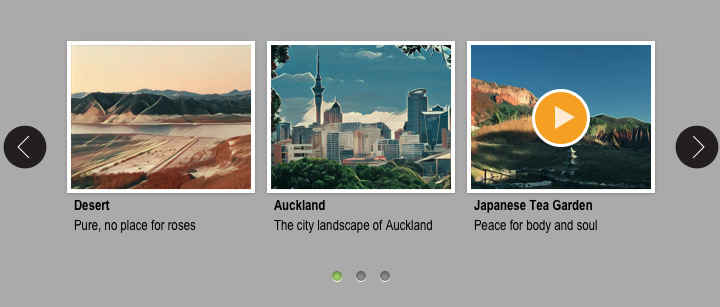 Desert
Pure, no place for roses
Auckland
The city landscape of Auckland
Japanese Tea Garden
Peace for body and soul